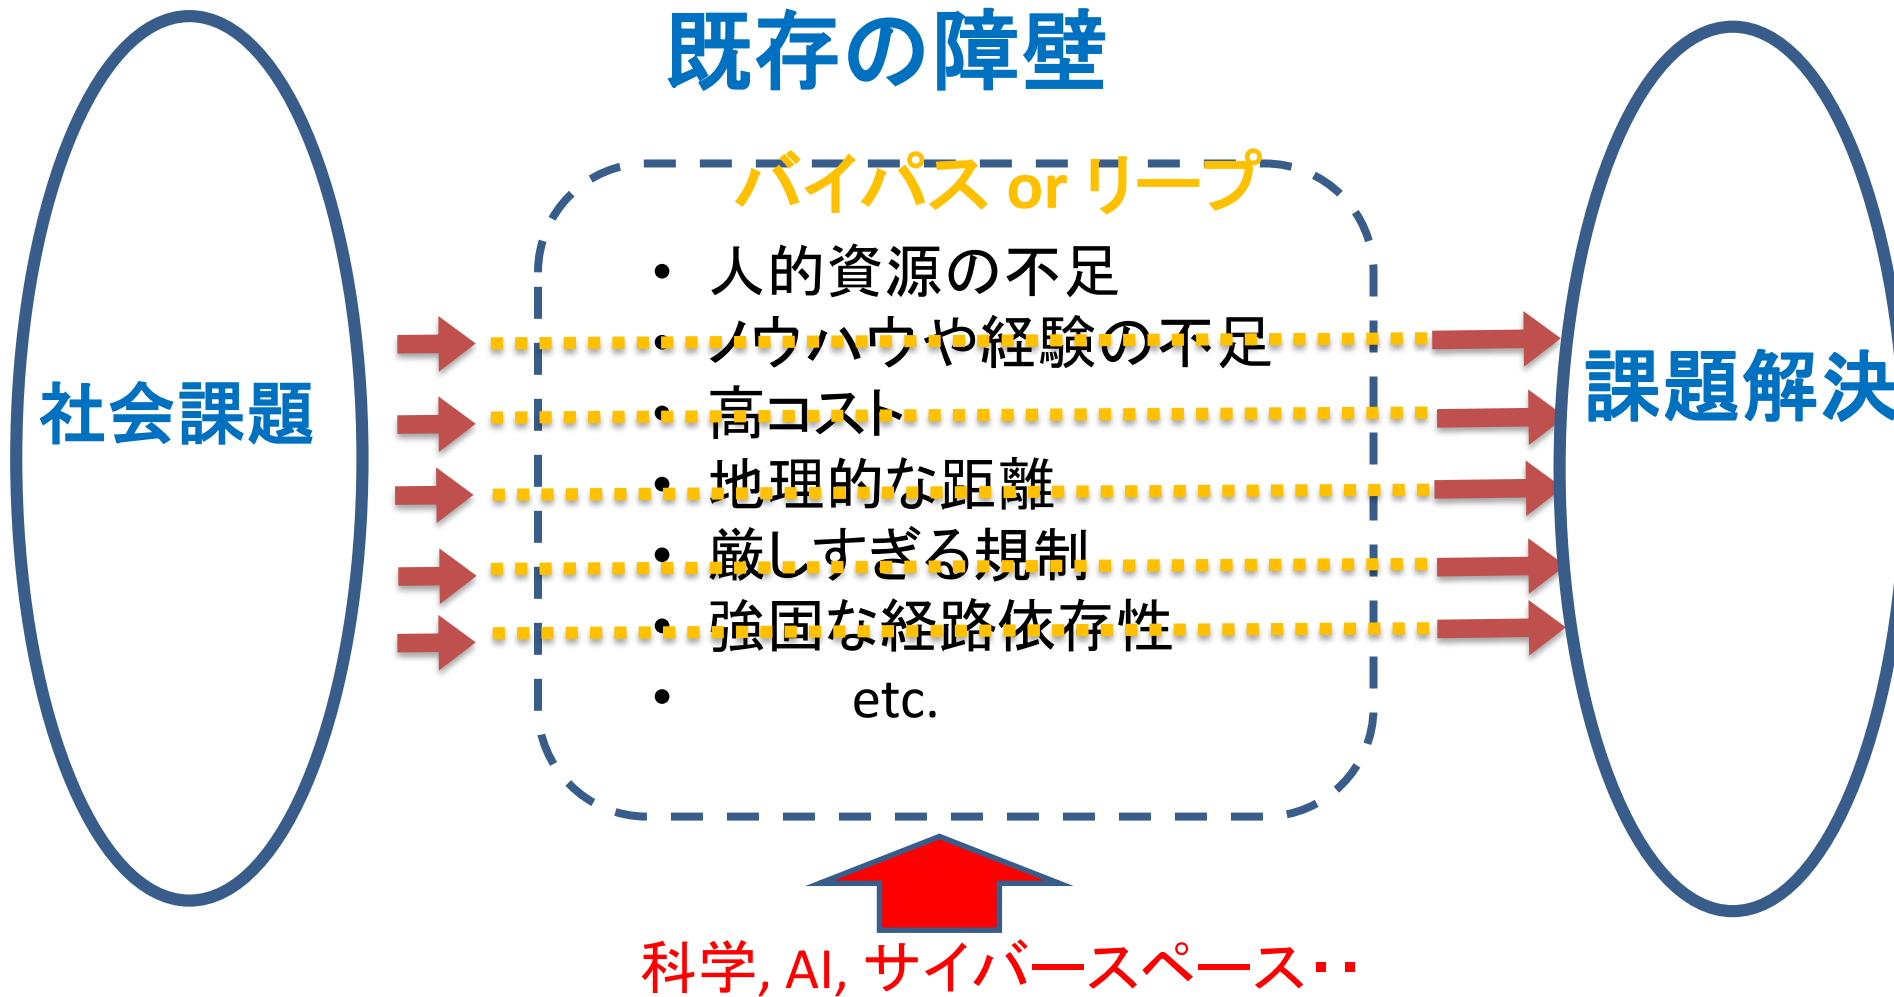 既存の障壁
バイパス or リープ
• 人的資源の不足
• ノウハウや経験の不足
• 高コスト
• 地理的な距離
• 厳しすぎる規制
• 強固な経路依存性
• etc.
社会課題
課題解決
科学, AI, サイバースペース・・